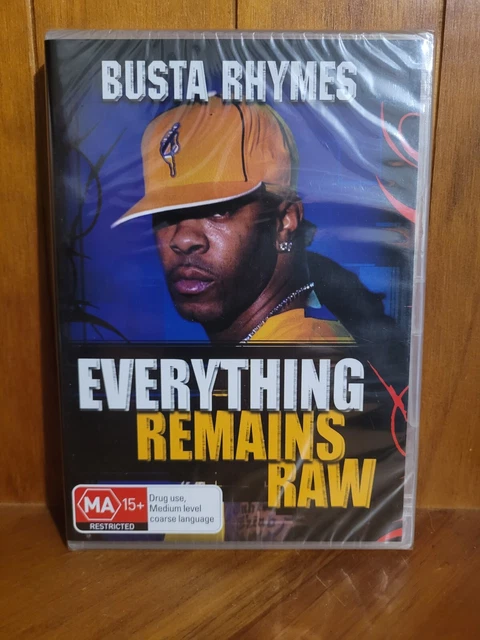 BUSTA RHYMES
EVERYTHING
REMAINS
RAW
MA 15+
RESTRICTED
Drug use,
Medium level
coarse language